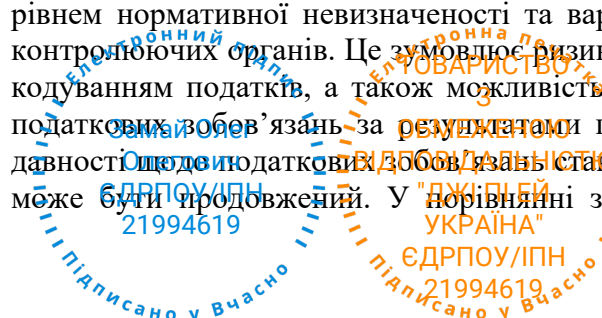 рівнем нормативної невизначеності та вар
контролюючих органів. Це зумовлює ризик
кодуванням податків, а також можливість
податкових зобов’язань за результатами п
давності щодо податкових зобов’язань ста
може бути продовжений. У порівнянні з
Електронний підпис
Замай Олег
Олегович
ЄДРПОУ/ІПН
21994619
Підписано у Вчасно
Електронна печатка
ТОВАРИСТВО
З
ОБМЕЖЕНОЮ
ВІДПОВІДАЛЬНІСТЮ
"ДЖІ ПІ ЕЙ
УКРАЇНА"
ЄДРПОУ/ІПН
21994619
Підписано у Вчасно